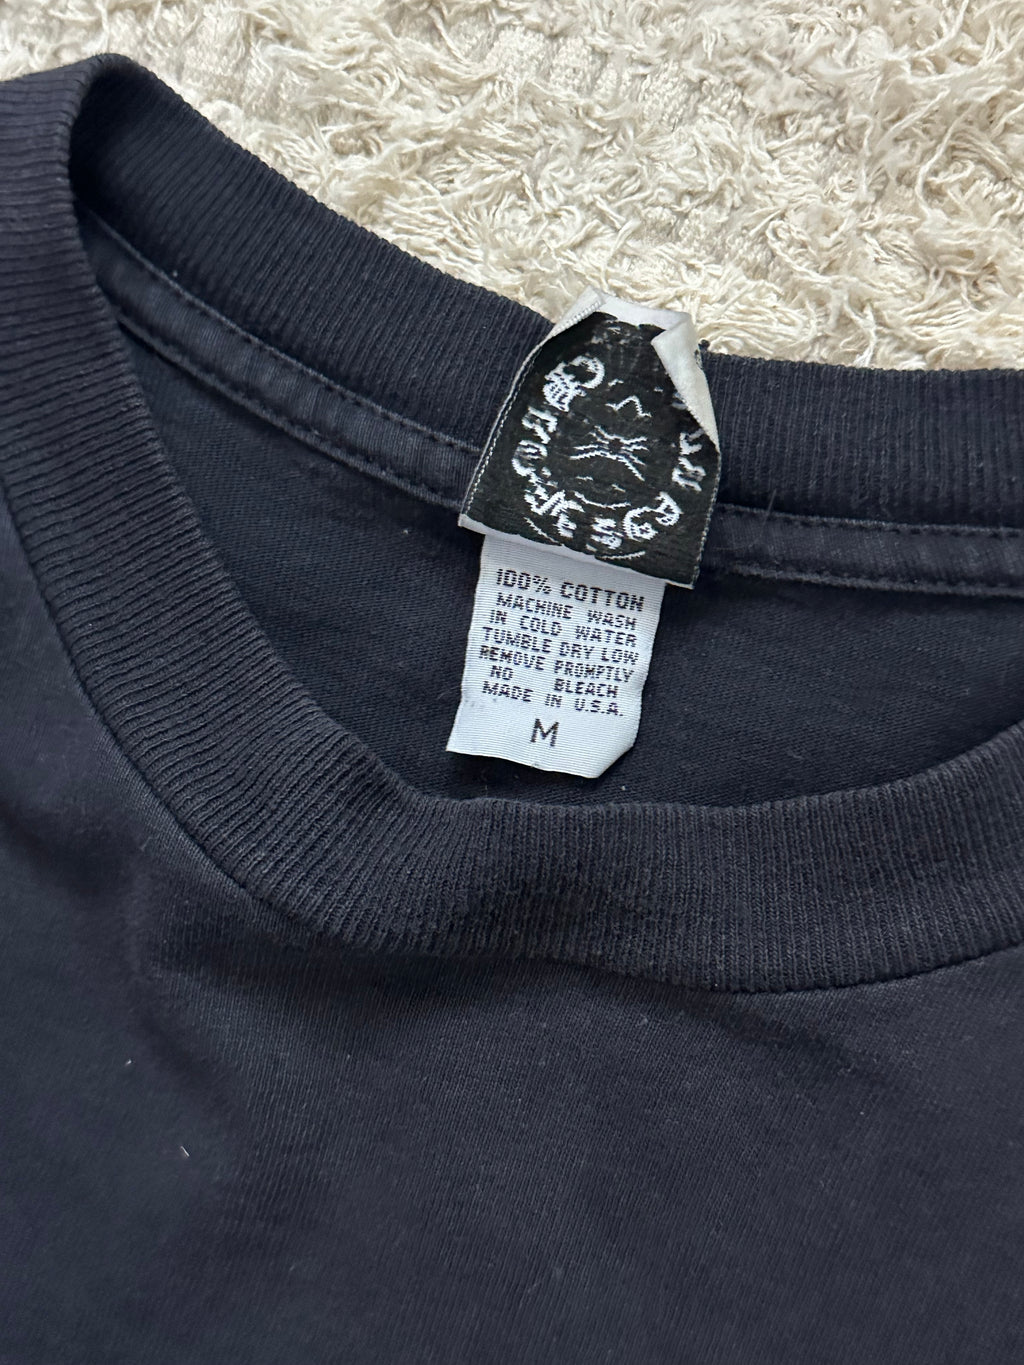 100% COTTON
MACHINE WASH
IN COLD WATER
TUMBLE DRY LOW
REMOVE PROMPTLY
NO BLEACH
MADE IN U.S.A.
M